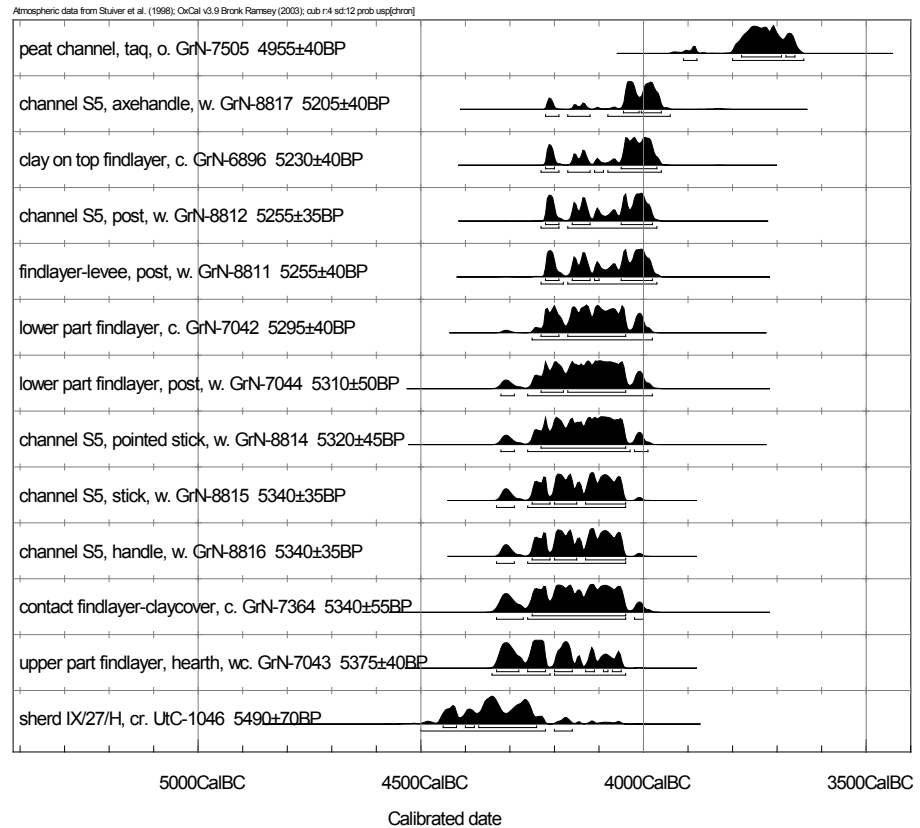 Atmospheric data from Stuiver et al. (1998); OxCal v3.9 Bronk Ramsey (2003); cub r:4 sd:12 prob usp[chron]
peat channel, taq, o. GrN-7505 4955±40BP
channel S5, axehandle, w. GrN-8817 5205±40BP
clay on top findlayer, c. GrN-6896 5230±40BP
channel S5, post, w. GrN-8812 5255±35BP
findlayer-levee, post, w. GrN-8811 5255±40BP
lower part findlayer, c. GrN-7042 5295±40BP
lower part findlayer, post, w. GrN-7044 5310±50BP
channel S5, pointed stick, w. GrN-8814 5320±45BP
channel S5, stick, w. GrN-8815 5340±35BP
channel S5, handle, w. GrN-8816 5340±35BP
contact findlayer-claycover, c. GrN-7364 5340±55BP
upper part findlayer, hearth, wc. GrN-7043 5375±40BP
sherd IX/27/H, cr. UtC-1046 5490±70BP
5000CalBC 4500CalBC 4000CalBC 3500CalBC
Calibrated date